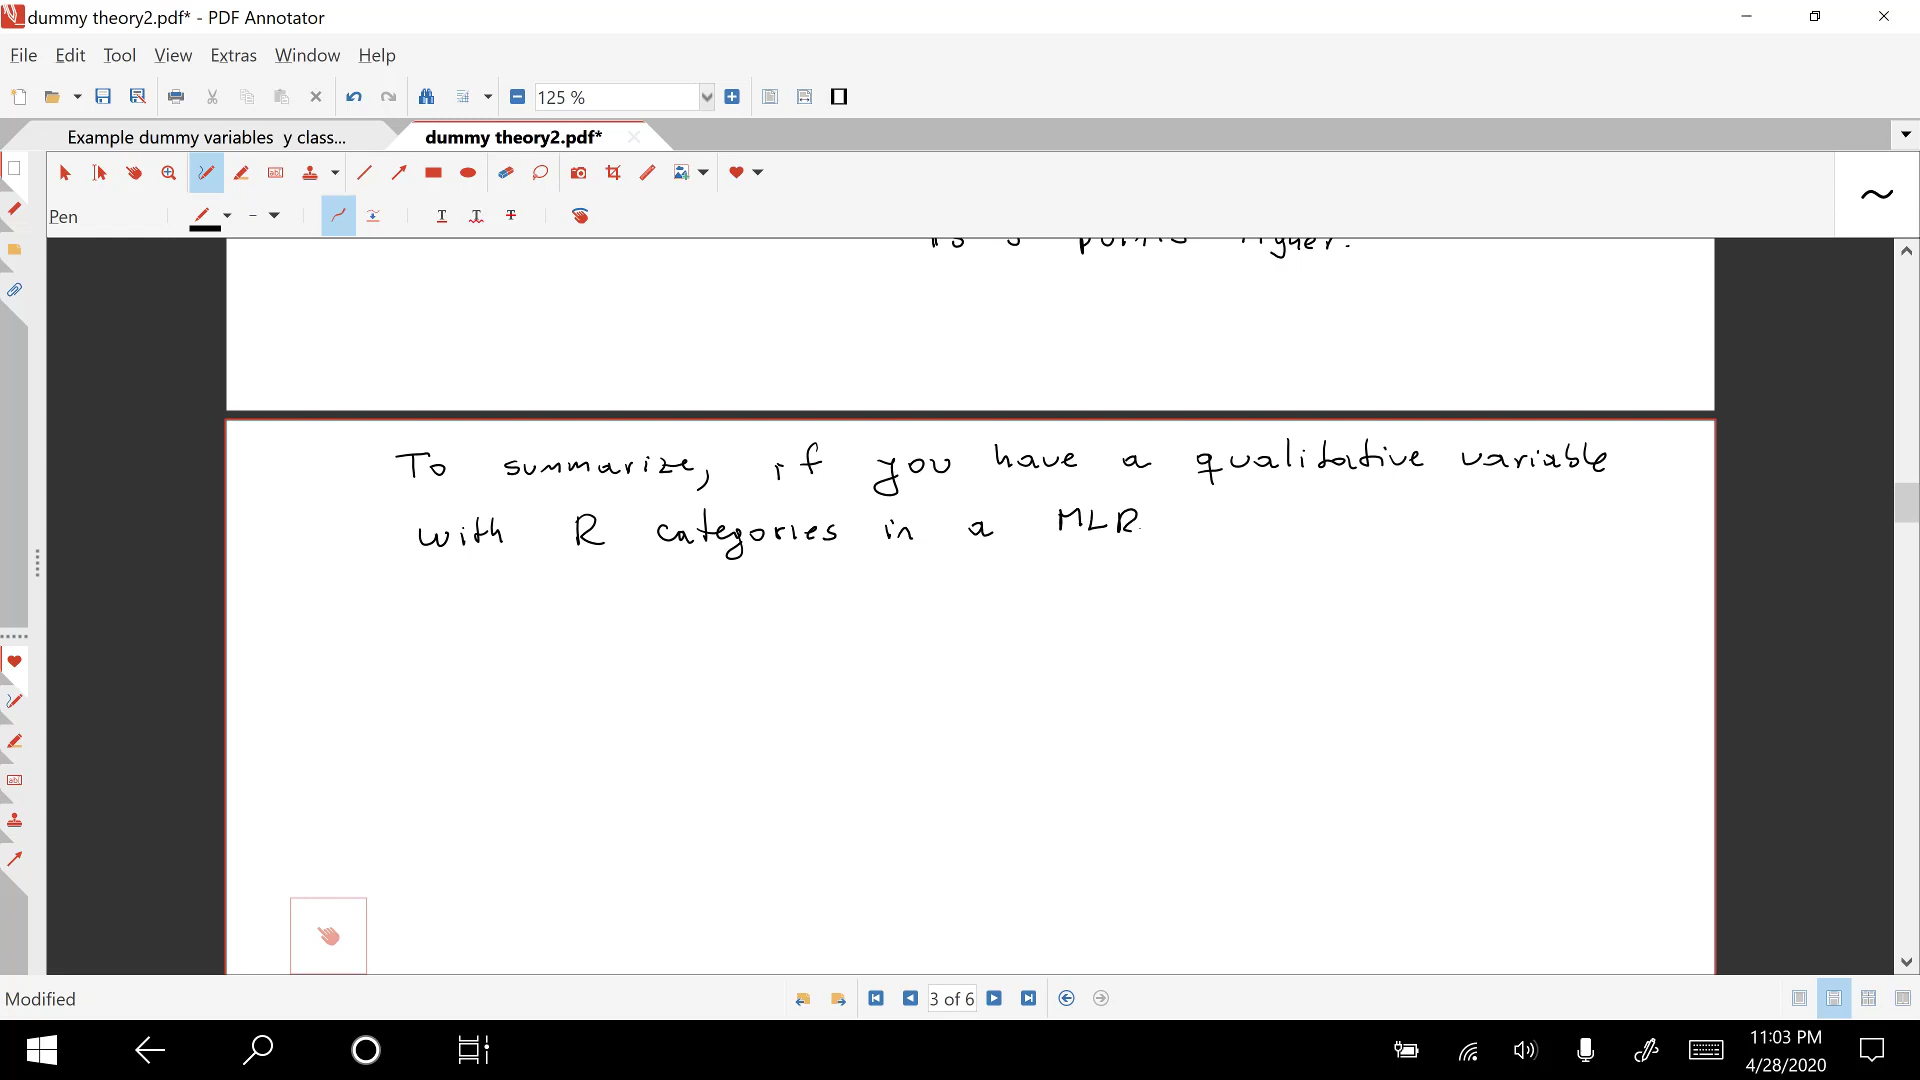 dummy theory2.pdf* - PDF Annotator
File Edit Tool View Extras Window Help
125 %
Example dummy variables y class...
dummy theory2.pdf*
Pen
points higher.
To summarize, if you have a qualitative variable
with R categories in a MLR
Modified
3 of 6
11:03 PM
4/28/2020